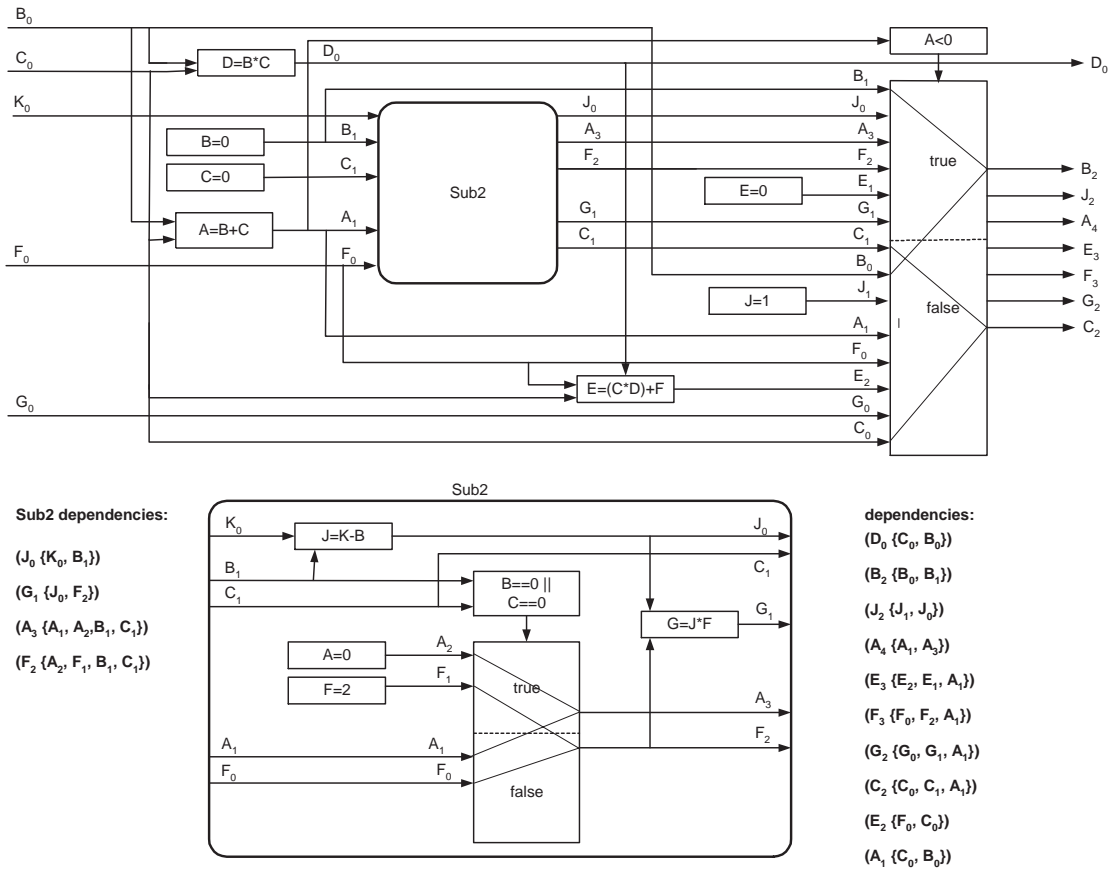 B₀
C₀
D=B*C
D₀
A<0
D₀
K₀
B=0
B₁
C=0
C₁
A=B+C
A₁
F₀
F₀
Sub2
J₀
A₃
F₂
G₁
C₁
E=0
J=1
E=(C*D)+F
G₀
B₁
J₀
A₃
F₂
E₁
G₁
C₁
B₀
J₁
A₁
F₀
E₂
G₀
C₀
true
false
B₂
J₂
A₄
E₃
F₃
G₂
C₂
Sub2 dependencies:
(J₀ {K₀, B₁})
(G₁ {J₀, F₂})
(A₃ {A₁, A₂,B₁, C₁})
(F₂ {A₂, F₁, B₁, C₁})
Sub2
K₀
J=K-B
J₀
B₁
C₁
C₁
B==0 ||
C==0
G=J*F
G₁
A=0
A₂
F=2
F₁
true
A₃
F₂
A₁
A₁
F₀
F₀
false
dependencies:
(D₀ {C₀, B₀})
(B₂ {B₀, B₁})
(J₂ {J₁, J₀})
(A₄ {A₁, A₃})
(E₃ {E₂, E₁, A₁})
(F₃ {F₀, F₂, A₁})
(G₂ {G₀, G₁, A₁})
(C₂ {C₀, C₁, A₁})
(E₂ {F₀, C₀})
(A₁ {C₀, B₀})